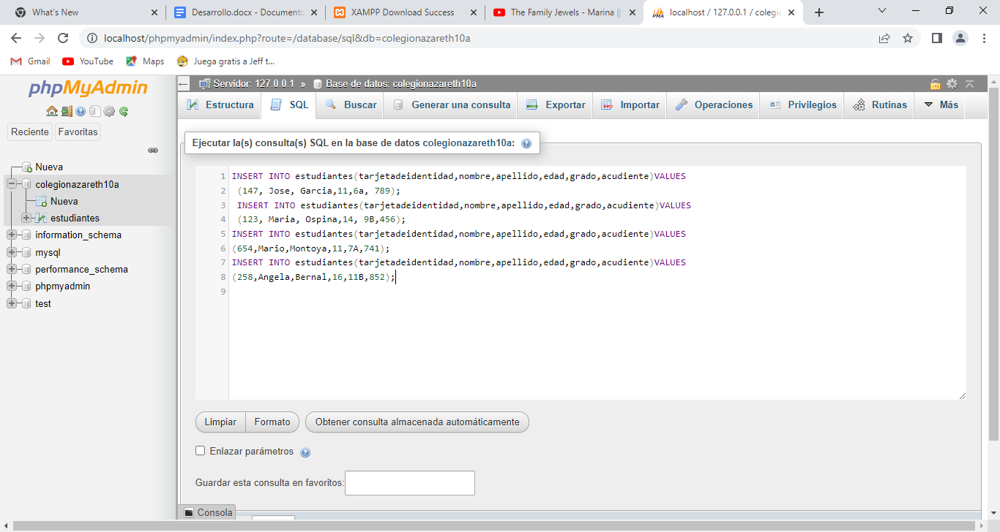 What's New
Desarrollo.docx - Documento
XAMPP Download Success
The Family Jewels - Marina ||
localhost / 127.0.0.1 / colegio
localhost/phpmyadmin/index.php?route=/database/sql&db=colegionazareth10a
Gmail
YouTube
Maps
Juega gratis a Jeff t...
phpMyAdmin
Reciente
Favoritas
Nueva
colegionazareth10a
Nueva
estudiantes
information_schema
mysql
performance_schema
phpmyadmin
test
Servidor: 127.0.0.1 » Base de datos: colegionazareth10a
Estructura
SQL
Buscar
Generar una consulta
Exportar
Importar
Operaciones
Privilegios
Rutinas
Más
Ejecutar la(s) consulta(s) SQL en la base de datos colegionazareth10a:
1 INSERT INTO estudiantes(tarjetadeidentidad,nombre,apellido,edad,grado,acudiente)VALUES
2 (147, Jose, Garcia,11,6a, 789);
3 INSERT INTO estudiantes(tarjetadeidentidad,nombre,apellido,edad,grado,acudiente)VALUES
4 (123, Maria, Ospina,14, 9B,456);
5 INSERT INTO estudiantes(tarjetadeidentidad,nombre,apellido,edad,grado,acudiente)VALUES
6 (654,Mario,Montoya,11,7A,741);
7 INSERT INTO estudiantes(tarjetadeidentidad,nombre,apellido,edad,grado,acudiente)VALUES
8 (258,Angela,Bernal,16,11B,852);
9
Limpiar
Formato
Obtener consulta almacenada automáticamente
Enlazar parámetros
Guardar esta consulta en favoritos:
Consola